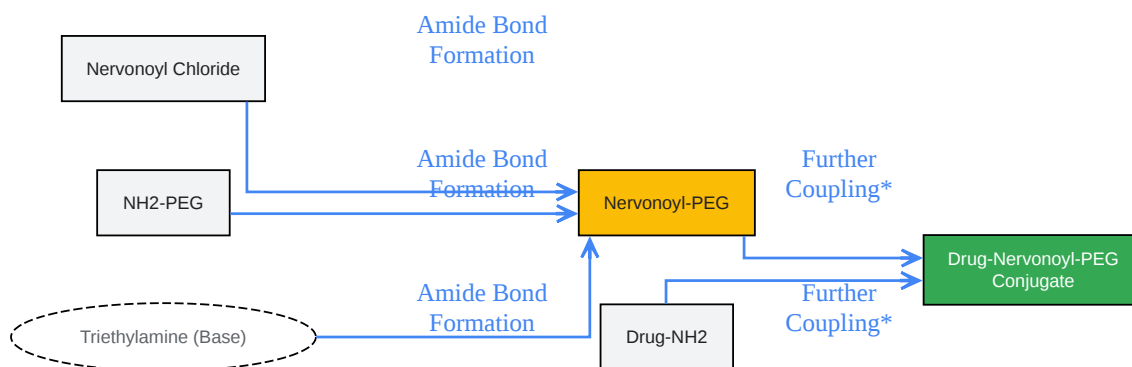 Amide Bond
Formation
Nervonoyl Chloride
Amide Bond
Formation
Further
Coupling*
NH2-PEG
Nervonoyl-PEG
Drug-Nervonoyl-PEG
Conjugate
Amide Bond
Formation
Further
Coupling*
Triethylamine (Base)
Drug-NH2